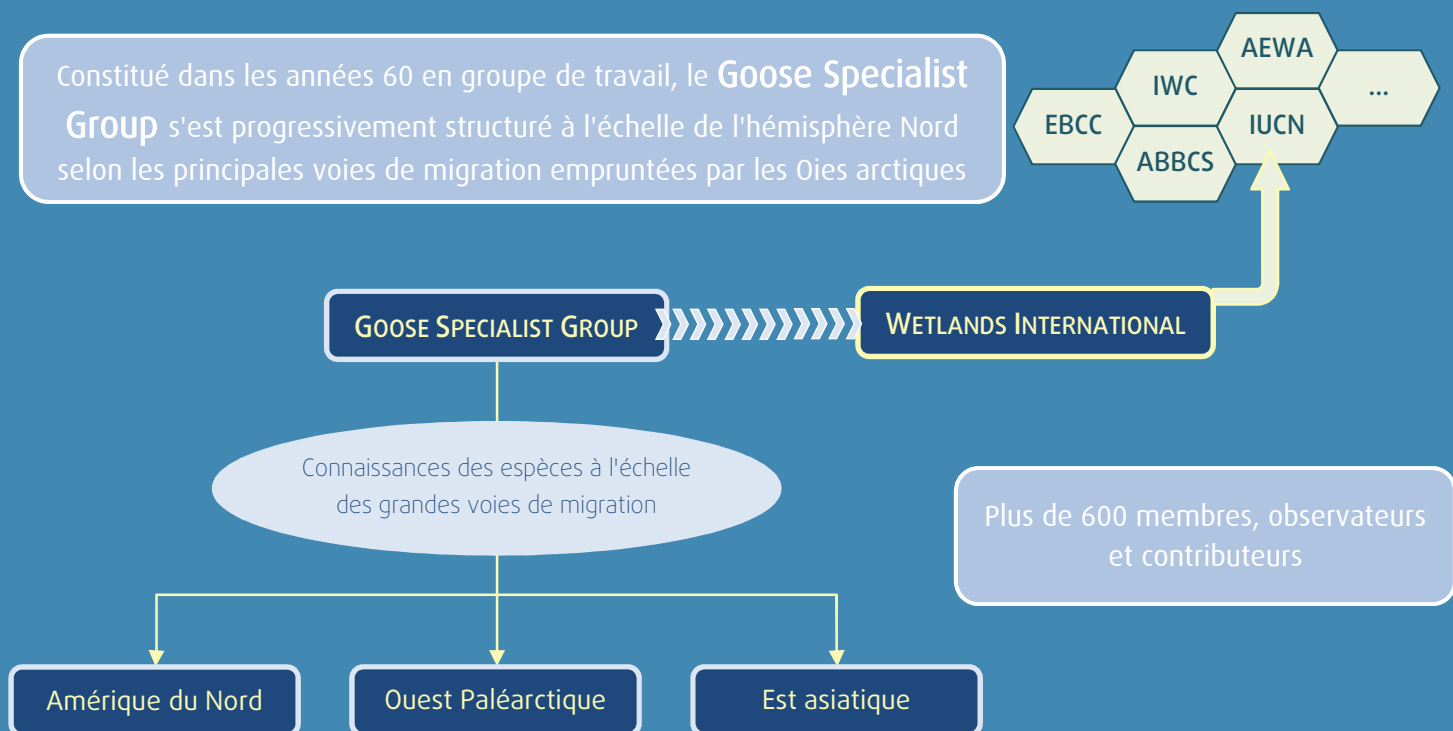 Constitué dans les années 60 en groupe de travail, le Goose Specialist
Group s'est progressivement structuré à l'échelle de l'hémisphère Nord
selon les principales voies de migration empruntées par les Oies arctiques
AEWA
IWC
...
EBCC
IUCN
ABBCS
GOOSE SPECIALIST GROUP
WETLANDS INTERNATIONAL
Connaissances des espèces à l'échelle
des grandes voies de migration
Plus de 600 membres, observateurs
et contributeurs
Amérique du Nord
Ouest Paléarctique
Est asiatique